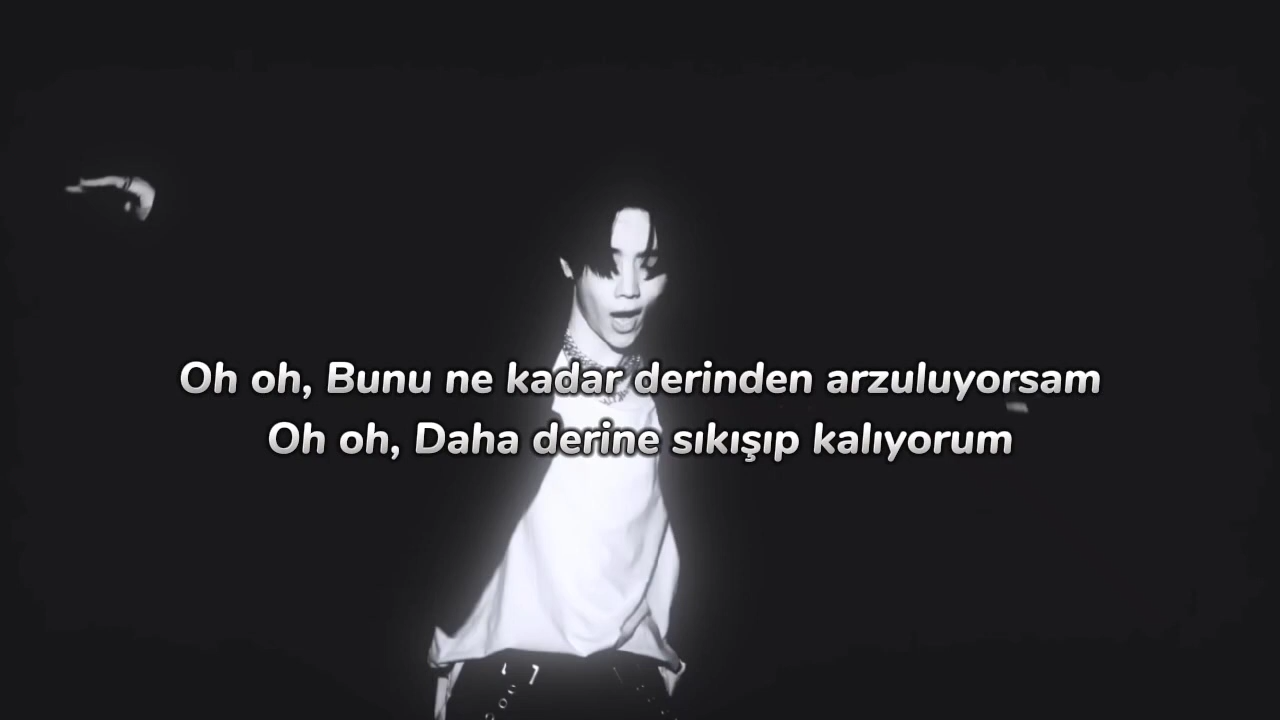 Oh oh, Bunu ne kadar derinden arzuluyorsam
Oh oh, Daha derine sıkışıp kalıyorum